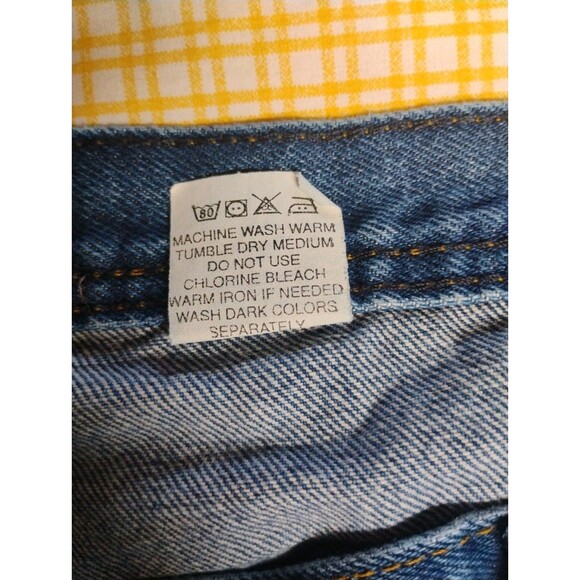 80
MACHINE WASH WARM
TUMBLE DRY MEDIUM
DO NOT USE
CHLORINE BLEACH
WARM IRON IF NEEDED
WASH DARK COLORS
SEPARATELY